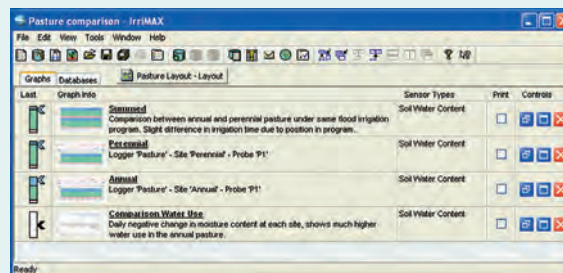 Pasture comparison - IrriMAX
File Edit View Tools Window Help
Graphs Databases Pasture Layout - Layout
Last Graph Info Sensor Types Print Controls
Summed Soil Water Content
Comparison between annual and perennial pasture under same flood irrigation
program. Slight difference in irrigation time due to position in program.
Perennial Soil Water Content
Logger 'Pasture' - Site 'Perennial' - Probe 'P1'
Annual Soil Water Content
Logger 'Pasture' - Site 'Annual' - Probe 'P1'
Comparison Water Use Soil Water Content
Daily negative change in moisture content at each site, shows much higher
water use in the annual pasture.
Ready